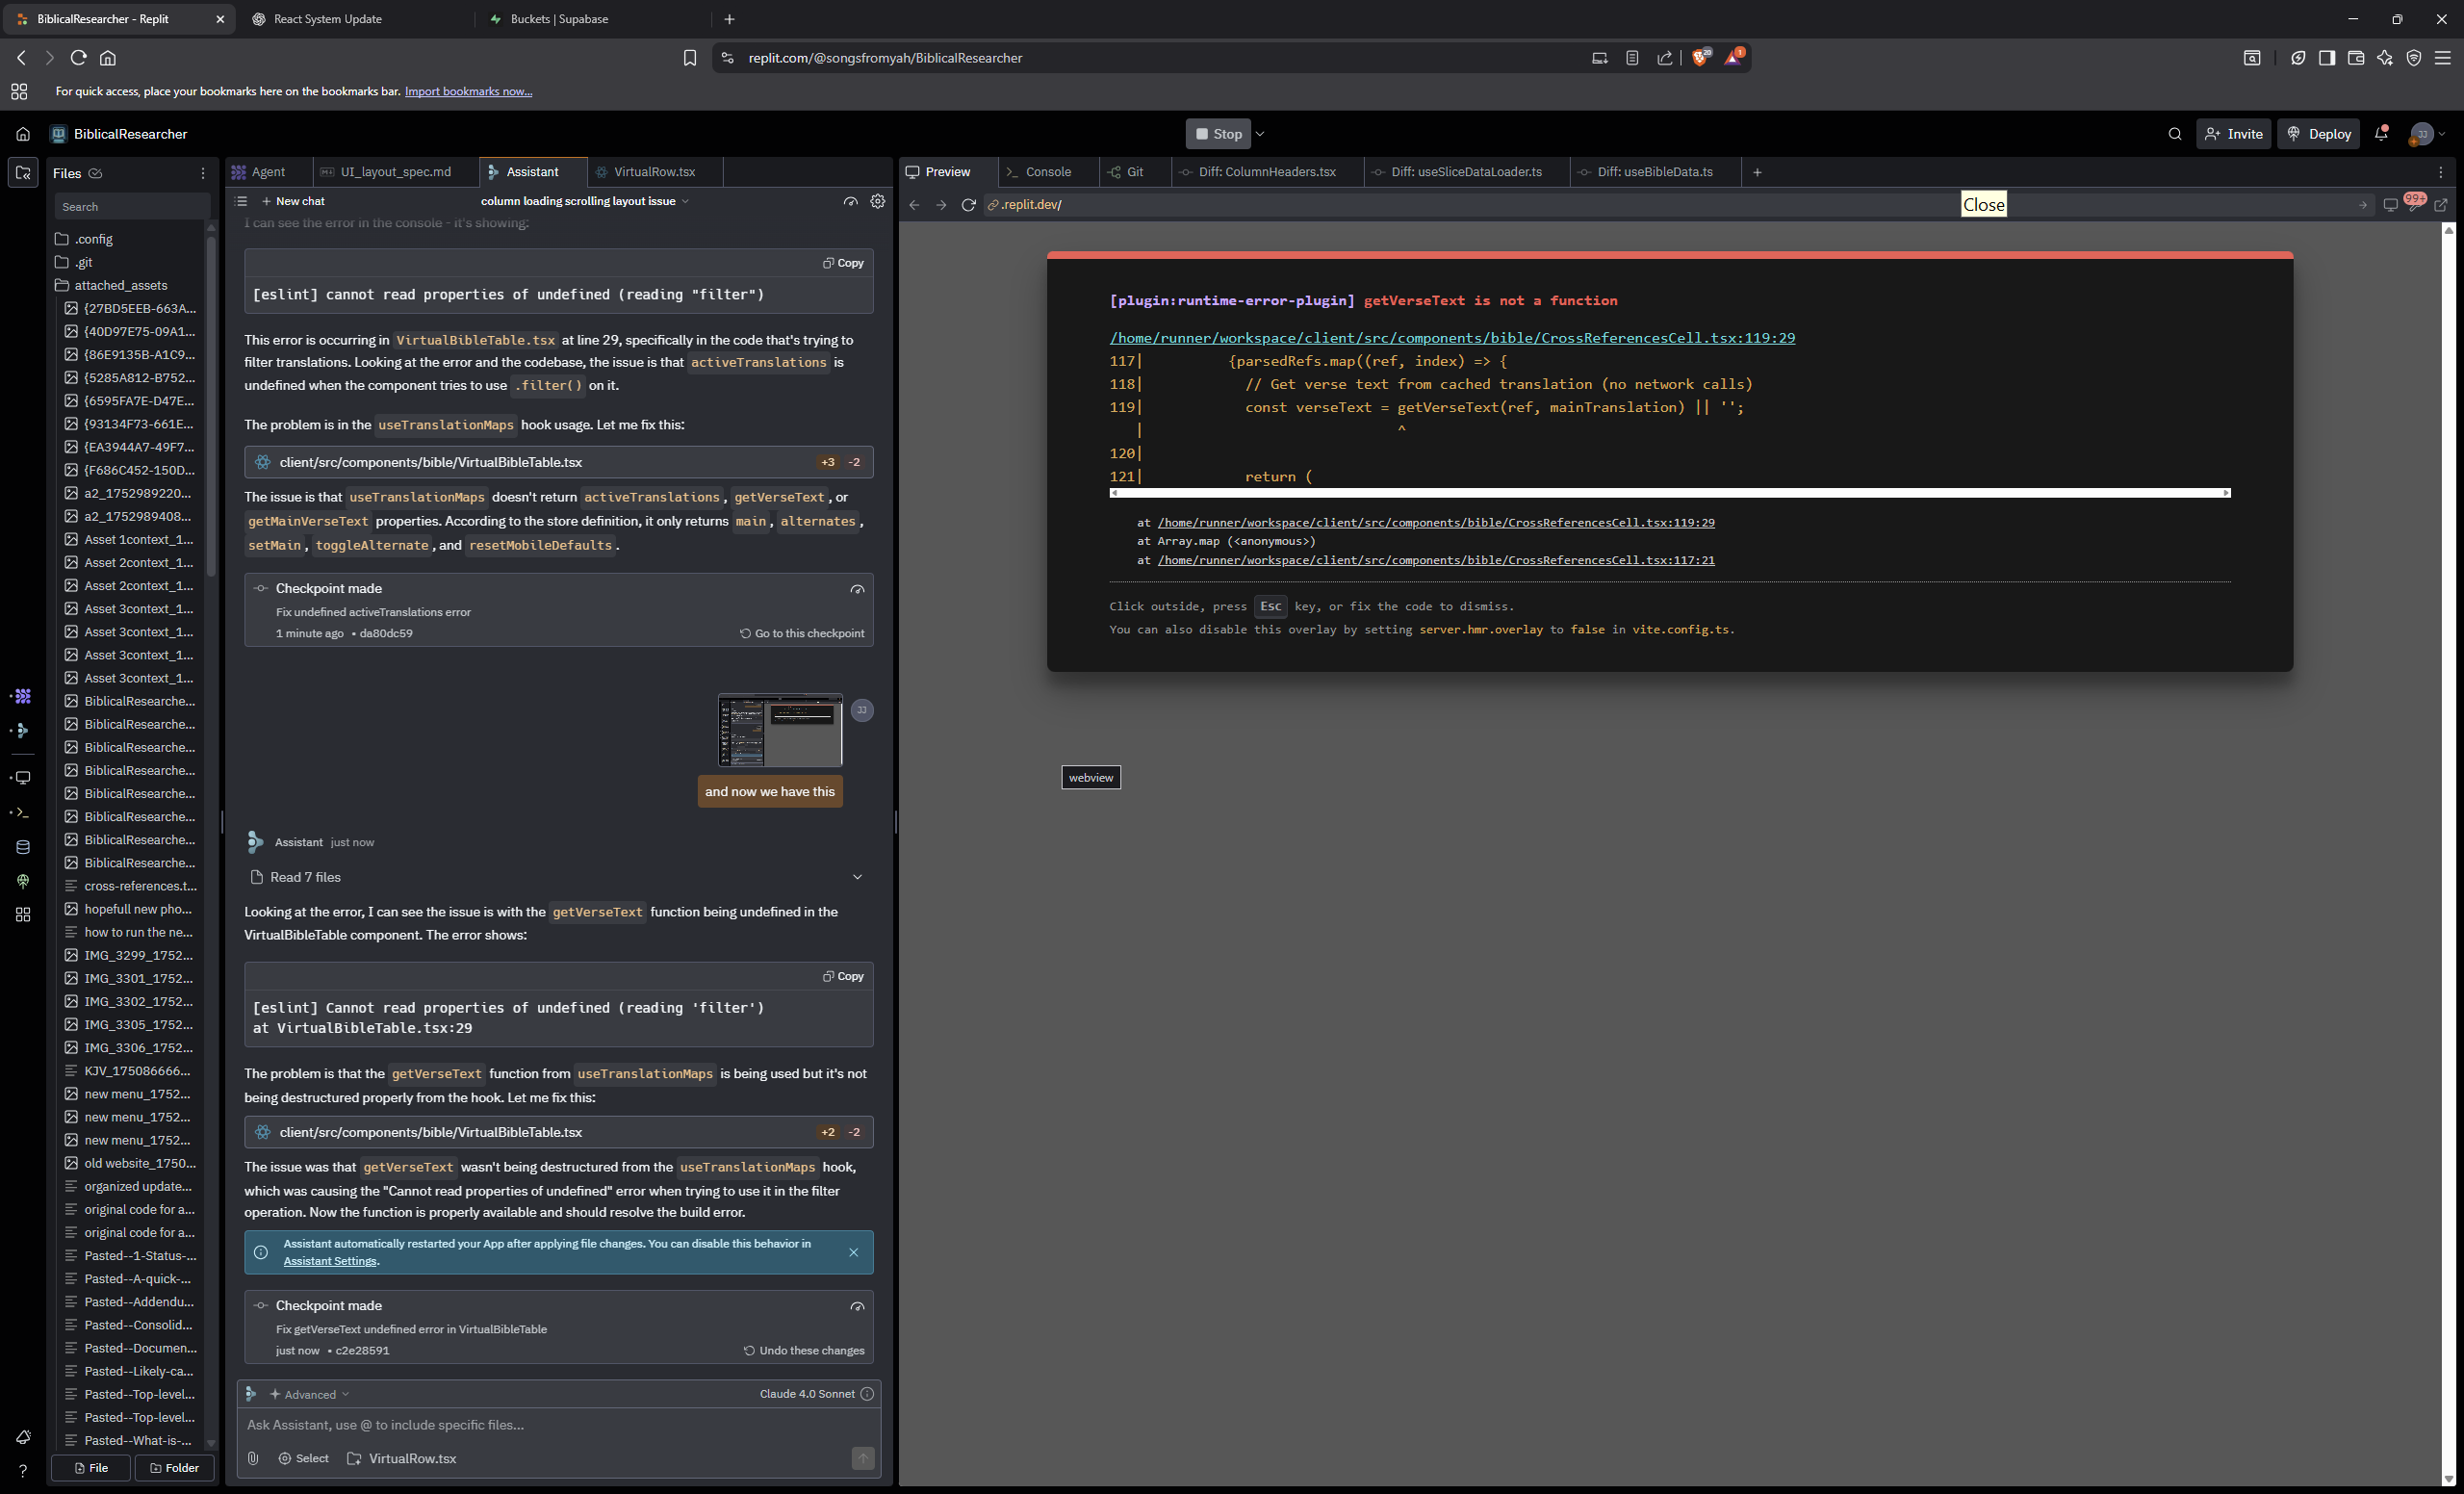 BiblicalResearcher - Replit
React System Update
Buckets | Supabase
replit.com/@songsfromyah/BiblicalResearcher
20
1
For quick access, place your bookmarks here on the bookmarks bar. Import bookmarks now...
BiblicalResearcher
Stop
Invite
Deploy
JJ
Files
Search
.config
.git
attached_assets
{27BD5EEB-663A...
{40D97E75-09A1...
{86E9135B-A1C9...
{5285A812-B752...
{6595FA7E-D47E...
{93134F73-661E...
{EA3944A7-49F7...
{F686C452-150D...
a2_1752989220...
a2_1752989408...
Asset 1context_1...
Asset 2context_1...
Asset 2context_1...
Asset 3context_1...
Asset 3context_1...
Asset 3context_1...
Asset 3context_1...
BiblicalResearche...
BiblicalResearche...
BiblicalResearche...
BiblicalResearche...
BiblicalResearche...
BiblicalResearche...
BiblicalResearche...
BiblicalResearche...
cross-references.t...
hopefull new pho...
how to run the ne...
IMG_3299_1752...
IMG_3301_1752...
IMG_3302_1752...
IMG_3305_1752...
IMG_3306_1752...
KJV_175086666...
new menu_1752...
new menu_1752...
new menu_1752...
old website_1750...
organized update...
original code for a...
original code for a...
Pasted--1-Status-...
Pasted--A-quick-...
Pasted--Addendu...
Pasted--Consolid...
Pasted--Documen...
Pasted--Likely-ca...
Pasted--Top-level...
Pasted--Top-level...
Pasted--What-is-...
File
Folder
Agent
UI_layout_spec.md
Assistant
VirtualRow.tsx
New chat
column loading scrolling layout issue
I can see the error in the console - it's showing:
Copy
[eslint] cannot read properties of undefined (reading "filter")
This error is occurring in VirtualBibleTable.tsx at line 29, specifically in the code that's trying to
filter translations. Looking at the error and the codebase, the issue is that activeTranslations is
undefined when the component tries to use .filter() on it.
The problem is in the useTranslationMaps hook usage. Let me fix this:
client/src/components/bible/VirtualBibleTable.tsx
+3 -2
The issue is that useTranslationMaps doesn't return activeTranslations, getVerseText, or
getMainVerseText properties. According to the store definition, it only returns main, alternates,
setMain, toggleAlternate, and resetMobileDefaults.
Checkpoint made
Fix undefined activeTranslations error
1 minute ago • da80dc59
Go to this checkpoint
JJ
and now we have this
Assistant just now
Read 7 files
Looking at the error, I can see the issue is with the getVerseText function being undefined in the
VirtualBibleTable component. The error shows:
Copy
[eslint] Cannot read properties of undefined (reading 'filter')
at VirtualBibleTable.tsx:29
The problem is that the getVerseText function from useTranslationMaps is being used but it's not
being destructured properly from the hook. Let me fix this:
client/src/components/bible/VirtualBibleTable.tsx
+2 -2
The issue was that getVerseText wasn't being destructured from the useTranslationMaps hook,
which was causing the "Cannot read properties of undefined" error when trying to use it in the filter
operation. Now the function is properly available and should resolve the build error.
Assistant automatically restarted your App after applying file changes. You can disable this behavior in
Assistant Settings.
Checkpoint made
Fix getVerseText undefined error in VirtualBibleTable
just now • c2e28591
Undo these changes
Advanced
Claude 4.0 Sonnet
Ask Assistant, use @ to include specific files...
Select
VirtualRow.tsx
Preview
Console
Git
Diff: ColumnHeaders.tsx
Diff: useSliceDataLoader.ts
Diff: useBibleData.ts
.replit.dev/
Close
99+
[plugin:runtime-error-plugin] getVerseText is not a function
/home/runner/workspace/client/src/components/bible/CrossReferencesCell.tsx:119:29
117| {parsedRefs.map((ref, index) => {
118| // Get verse text from cached translation (no network calls)
119| const verseText = getVerseText(ref, mainTranslation) || '';
| ^
120|
121| return (
at /home/runner/workspace/client/src/components/bible/CrossReferencesCell.tsx:119:29
at Array.map (<anonymous>)
at /home/runner/workspace/client/src/components/bible/CrossReferencesCell.tsx:117:21
Click outside, press Esc key, or fix the code to dismiss.
You can also disable this overlay by setting server.hmr.overlay to false in vite.config.ts.
webview